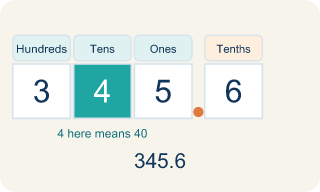 Hundreds Tens Ones Tenths
3 4 5 . 6
4 here means 40
345.6